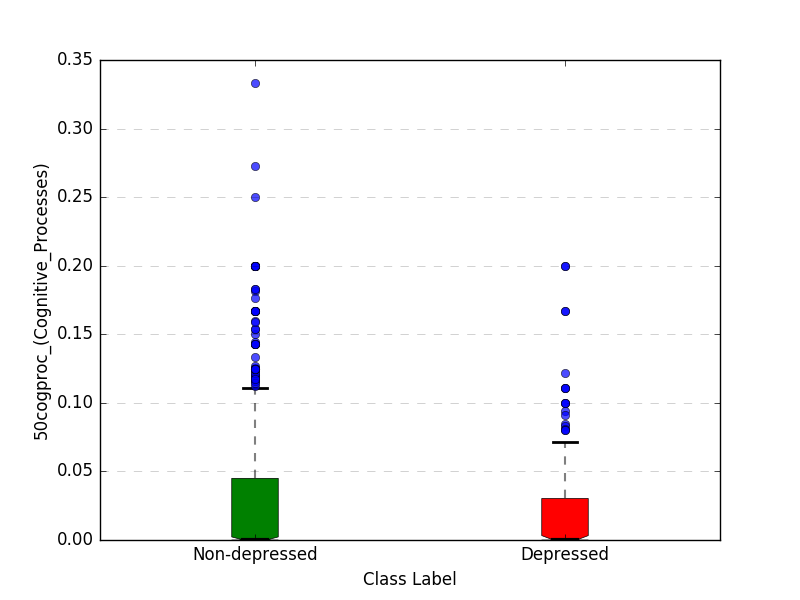 0.35
0.30
0.25
0.20
0.15
0.10
0.05
0.00
50cogproc_(Cognitive_Processes)
Non-depressed
Depressed
Class Label